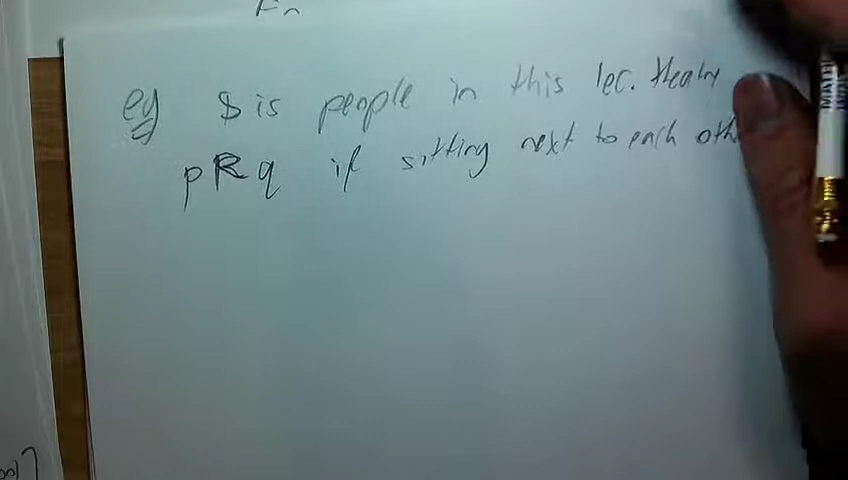 eg S is people in this lec. theatre
pRq if sitting next to each oth